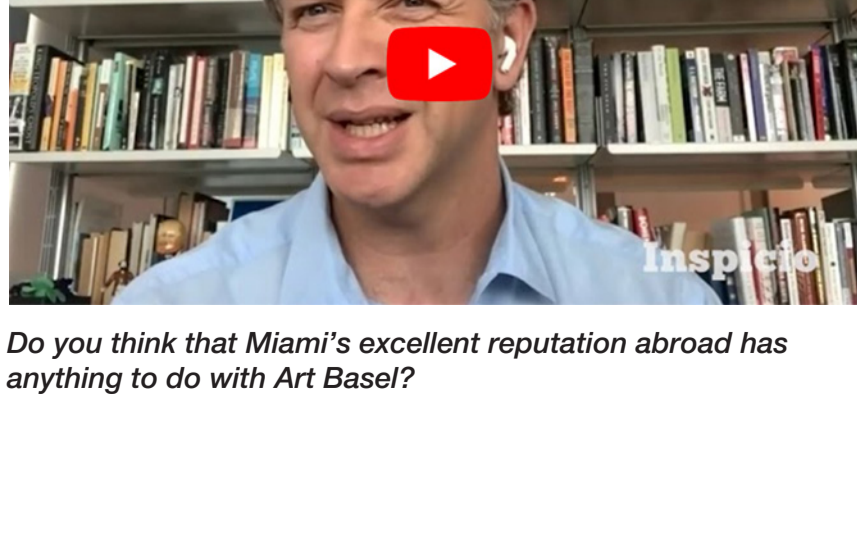 Inspicio
Do you think that Miami’s excellent reputation abroad has
anything to do with Art Basel?